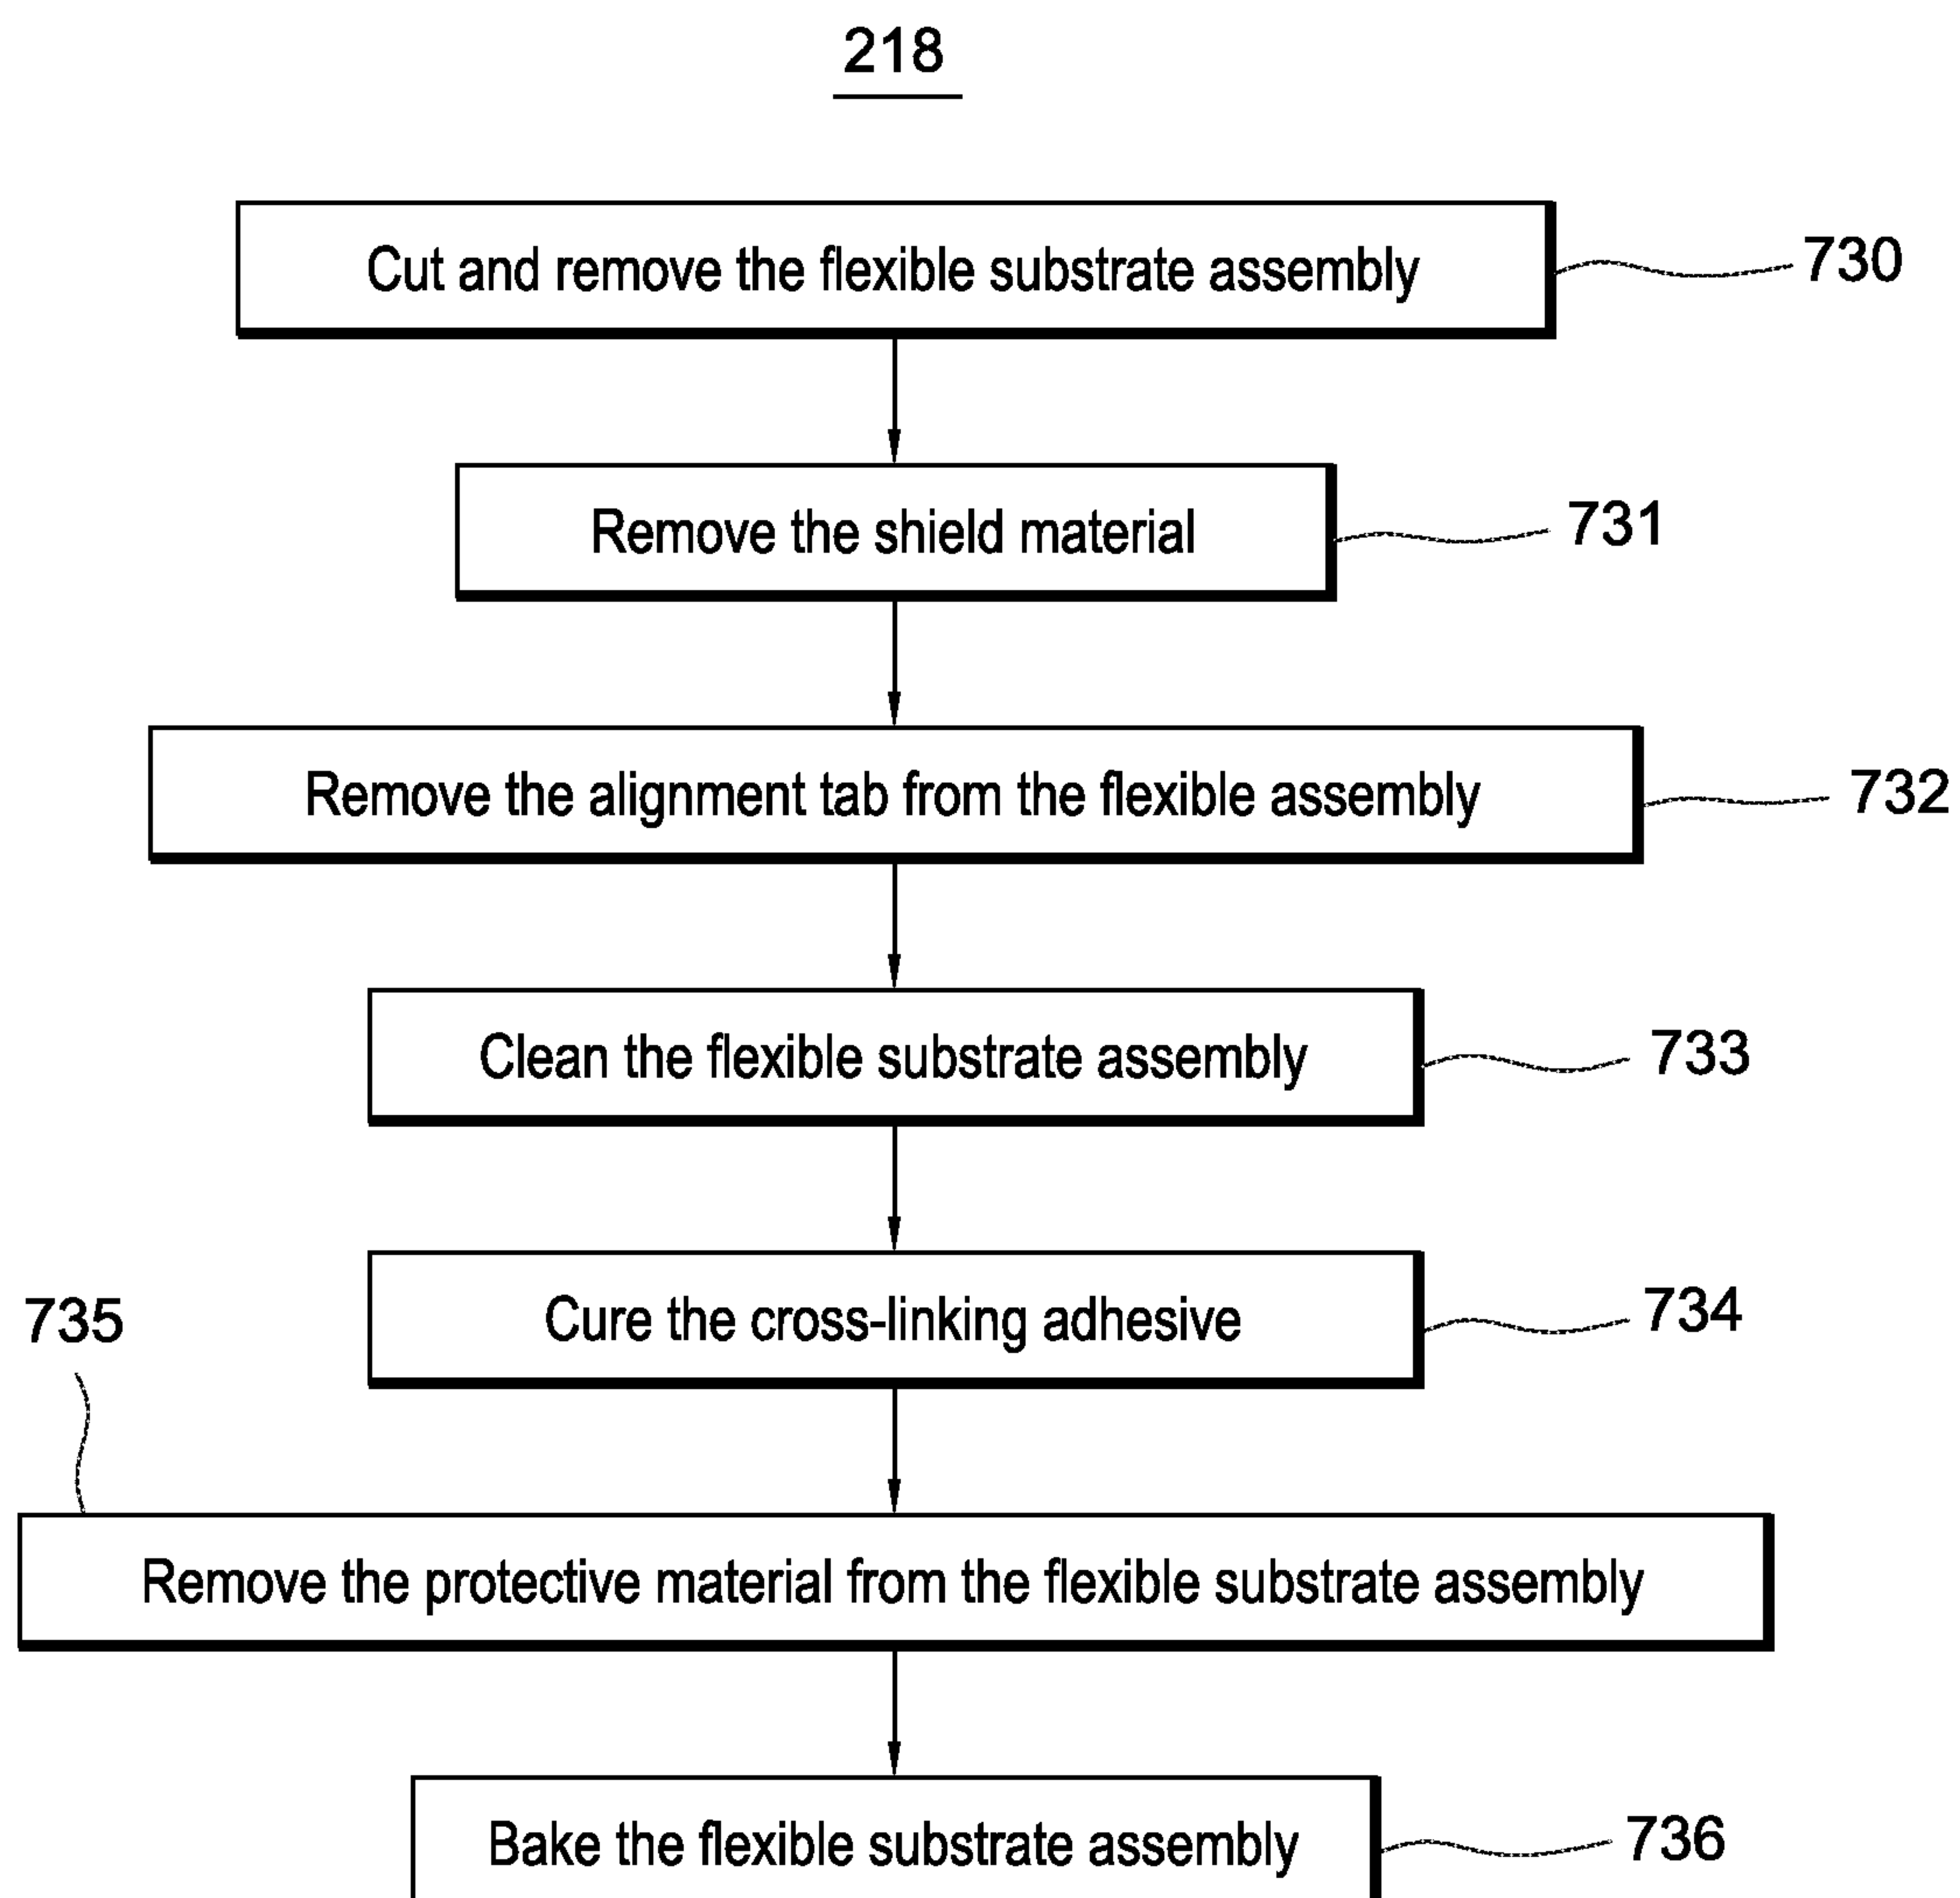 218
Cut and remove the flexible substrate assembly
730
Remove the shield material
731
Remove the alignment tab from the flexible assembly
732
Clean the flexible substrate assembly
733
Cure the cross-linking adhesive
734
735
Remove the protective material from the flexible substrate assembly
Bake the flexible substrate assembly
736